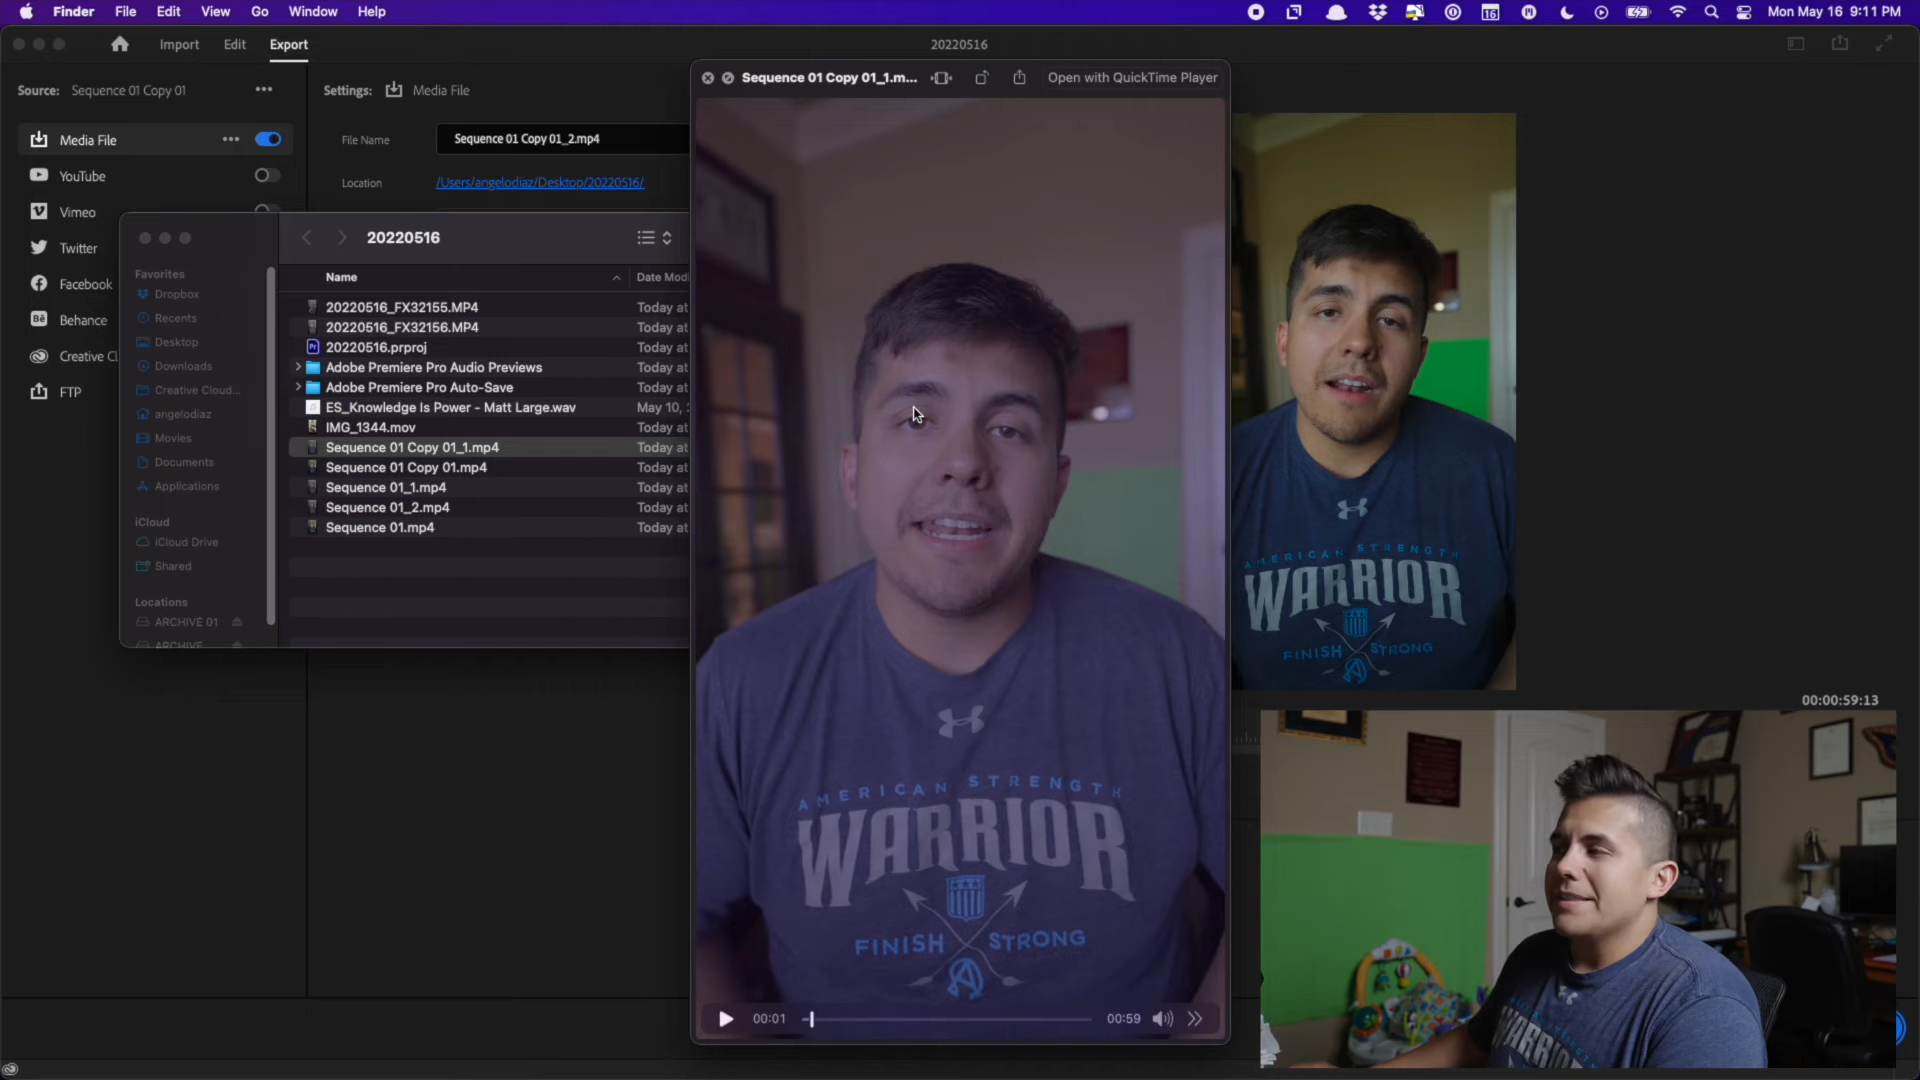 Finder File Edit View Go Window Help
16
Mon May 16 9:11 PM
Import Edit Export
20220516
Source: Sequence 01 Copy 01
Settings: Media File
Sequence 01 Copy 01_1.m...
Open with QuickTime Player
Media File
File Name
Sequence 01 Copy 01_2.mp4
YouTube
Location
/Users/angelodiaz/Desktop/20220516/
Vimeo
Twitter
Facebook
Behance
Creative Cl
FTP
20220516
Favorites
Dropbox
Recents
Desktop
Downloads
Creative Cloud...
angelodiaz
Movies
Documents
Applications
iCloud
iCloud Drive
Shared
Locations
ARCHIVE 01
ARCHIVE
Name
Date Modi
20220516_FX32155.MP4
Today at
20220516_FX32156.MP4
Today at
20220516.prproj
Today at
Adobe Premiere Pro Audio Previews
Today at
Adobe Premiere Pro Auto-Save
Today at
ES_Knowledge Is Power - Matt Large.wav
May 10, 2
IMG_1344.mov
Today at
Sequence 01 Copy 01_1.mp4
Today at
Sequence 01 Copy 01.mp4
Today at
Sequence 01_1.mp4
Today at
Sequence 01_2.mp4
Today at
Sequence 01.mp4
Today at
AMERICAN STRENGTH
WARRIOR
FINISH STRONG
00:01
00:59
AMERICAN STRENGTH
WARRIOR
FINISH STRONG
00:00:59:13
WARRIOR